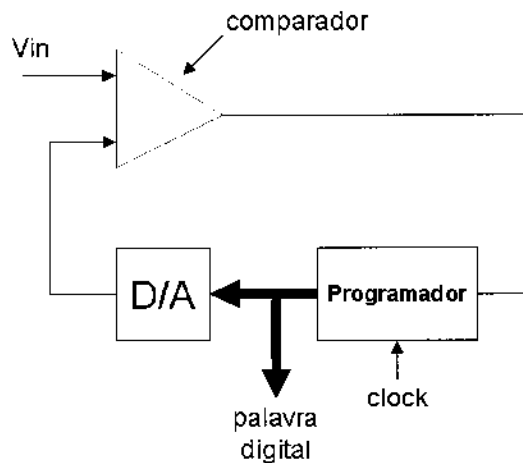 comparador
Vin
D/A
Programador
clock
palavra
digital